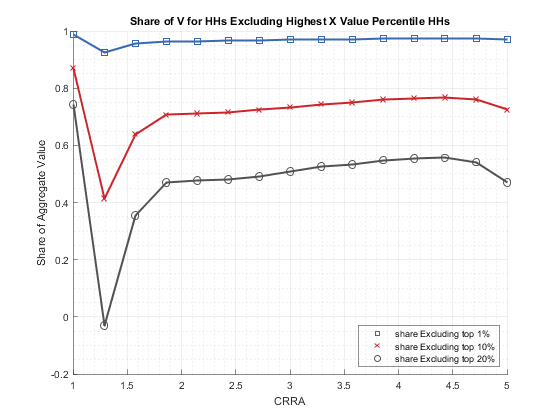 Share of V for HHs Excluding Highest X Value Percentile HHs
1
0.8
0.6
0.4
0.2
0
-0.2
Share of Aggregate Value
share Excluding top 1%
share Excluding top 10%
share Excluding top 20%
1 1.5 2 2.5 3 3.5 4 4.5 5
CRRA